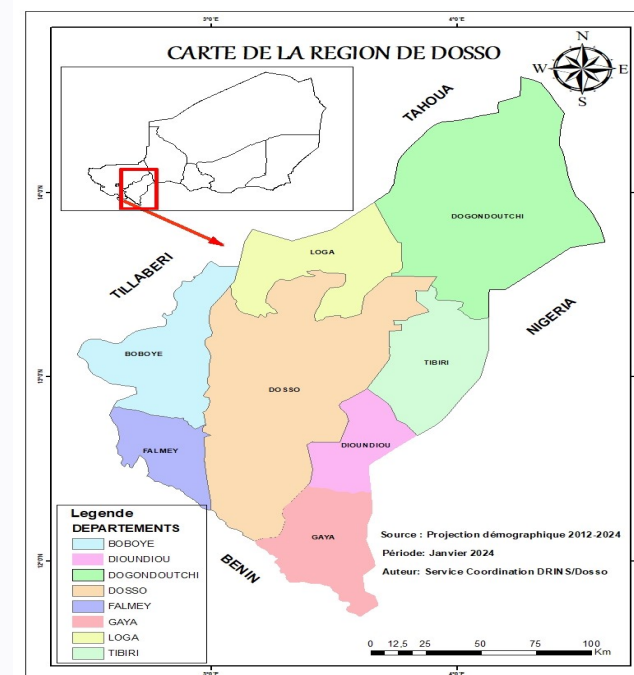 3°0'E 4°0'E
CARTE DE LA REGION DE DOSSO
N
W E
S
TAHOUA
14°0'N
DOGONDOUTCHI
LOGA
TILLABERI
NIGERIA
BOBOYE
TIBIRI
13°0'N
DOSSO
DIOUNDIOU
FALMEY
GAYA
BENIN
12°0'N
Legende
DEPARTEMENTS
BOBOYE
DIOUNDIOU
DOGONDOUTCHI
DOSSO
FALMEY
GAYA
LOGA
TIBIRI
Source : Projection démographique 2012-2024
Période: Janvier 2024
Auteur: Service Coordination DRINS/Dosso
0 12,5 25 50 75 100
Km
3°0'E 4°0'E